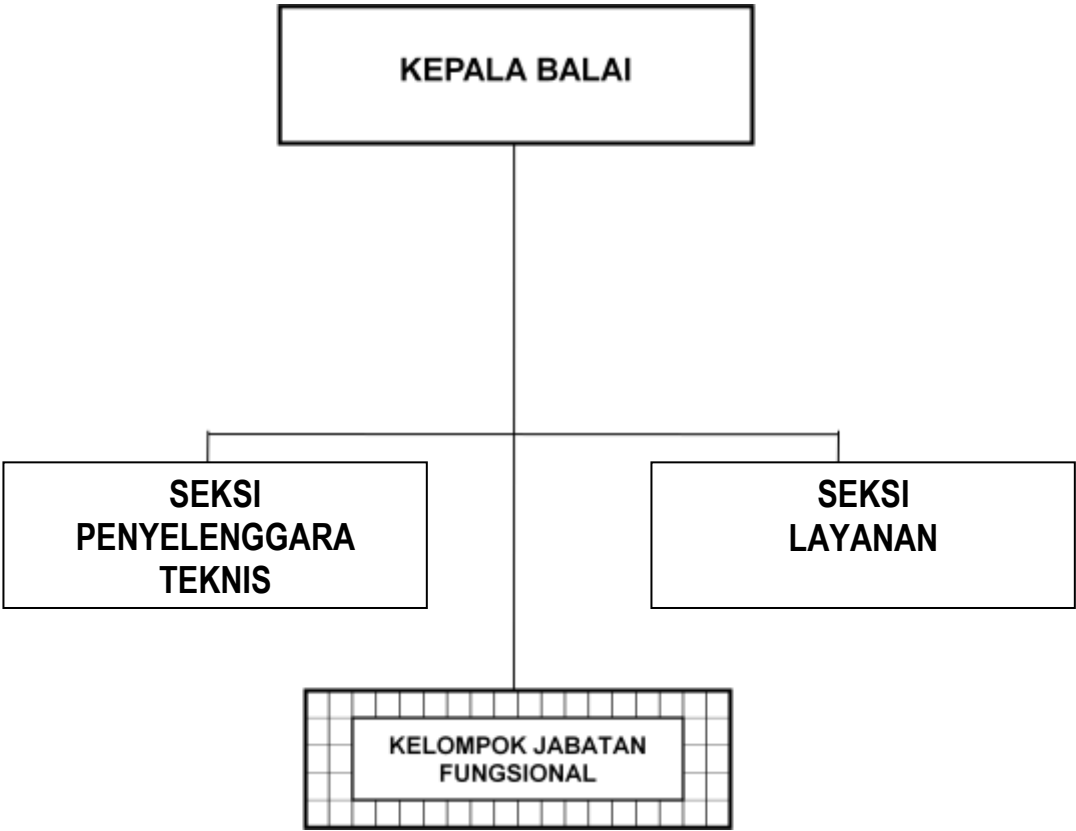 KEPALA BALAI
SEKSI
PENYELENGGARA
TEKNIS
SEKSI
LAYANAN
KELOMPOK JABATAN
FUNGSIONAL